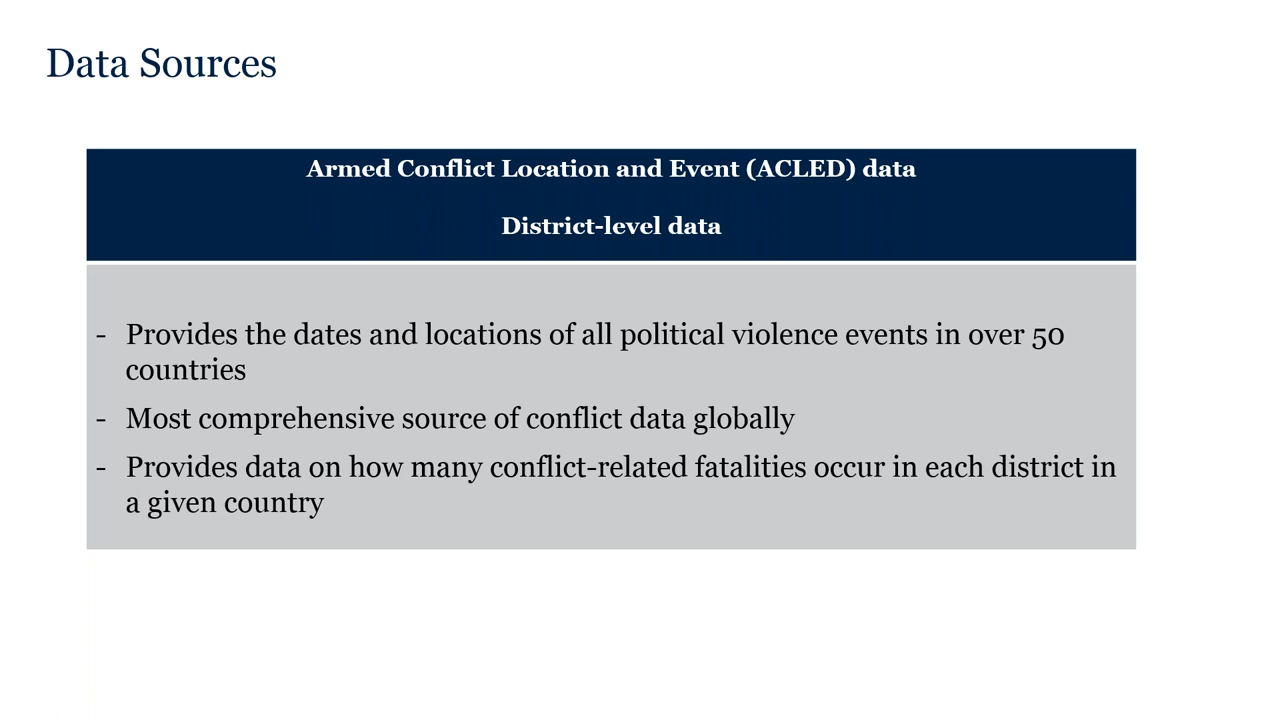 Data Sources
Armed Conflict Location and Event (ACLED) data
District-level data
- Provides the dates and locations of all political violence events in over 50
countries
- Most comprehensive source of conflict data globally
- Provides data on how many conflict-related fatalities occur in each district in
a given country